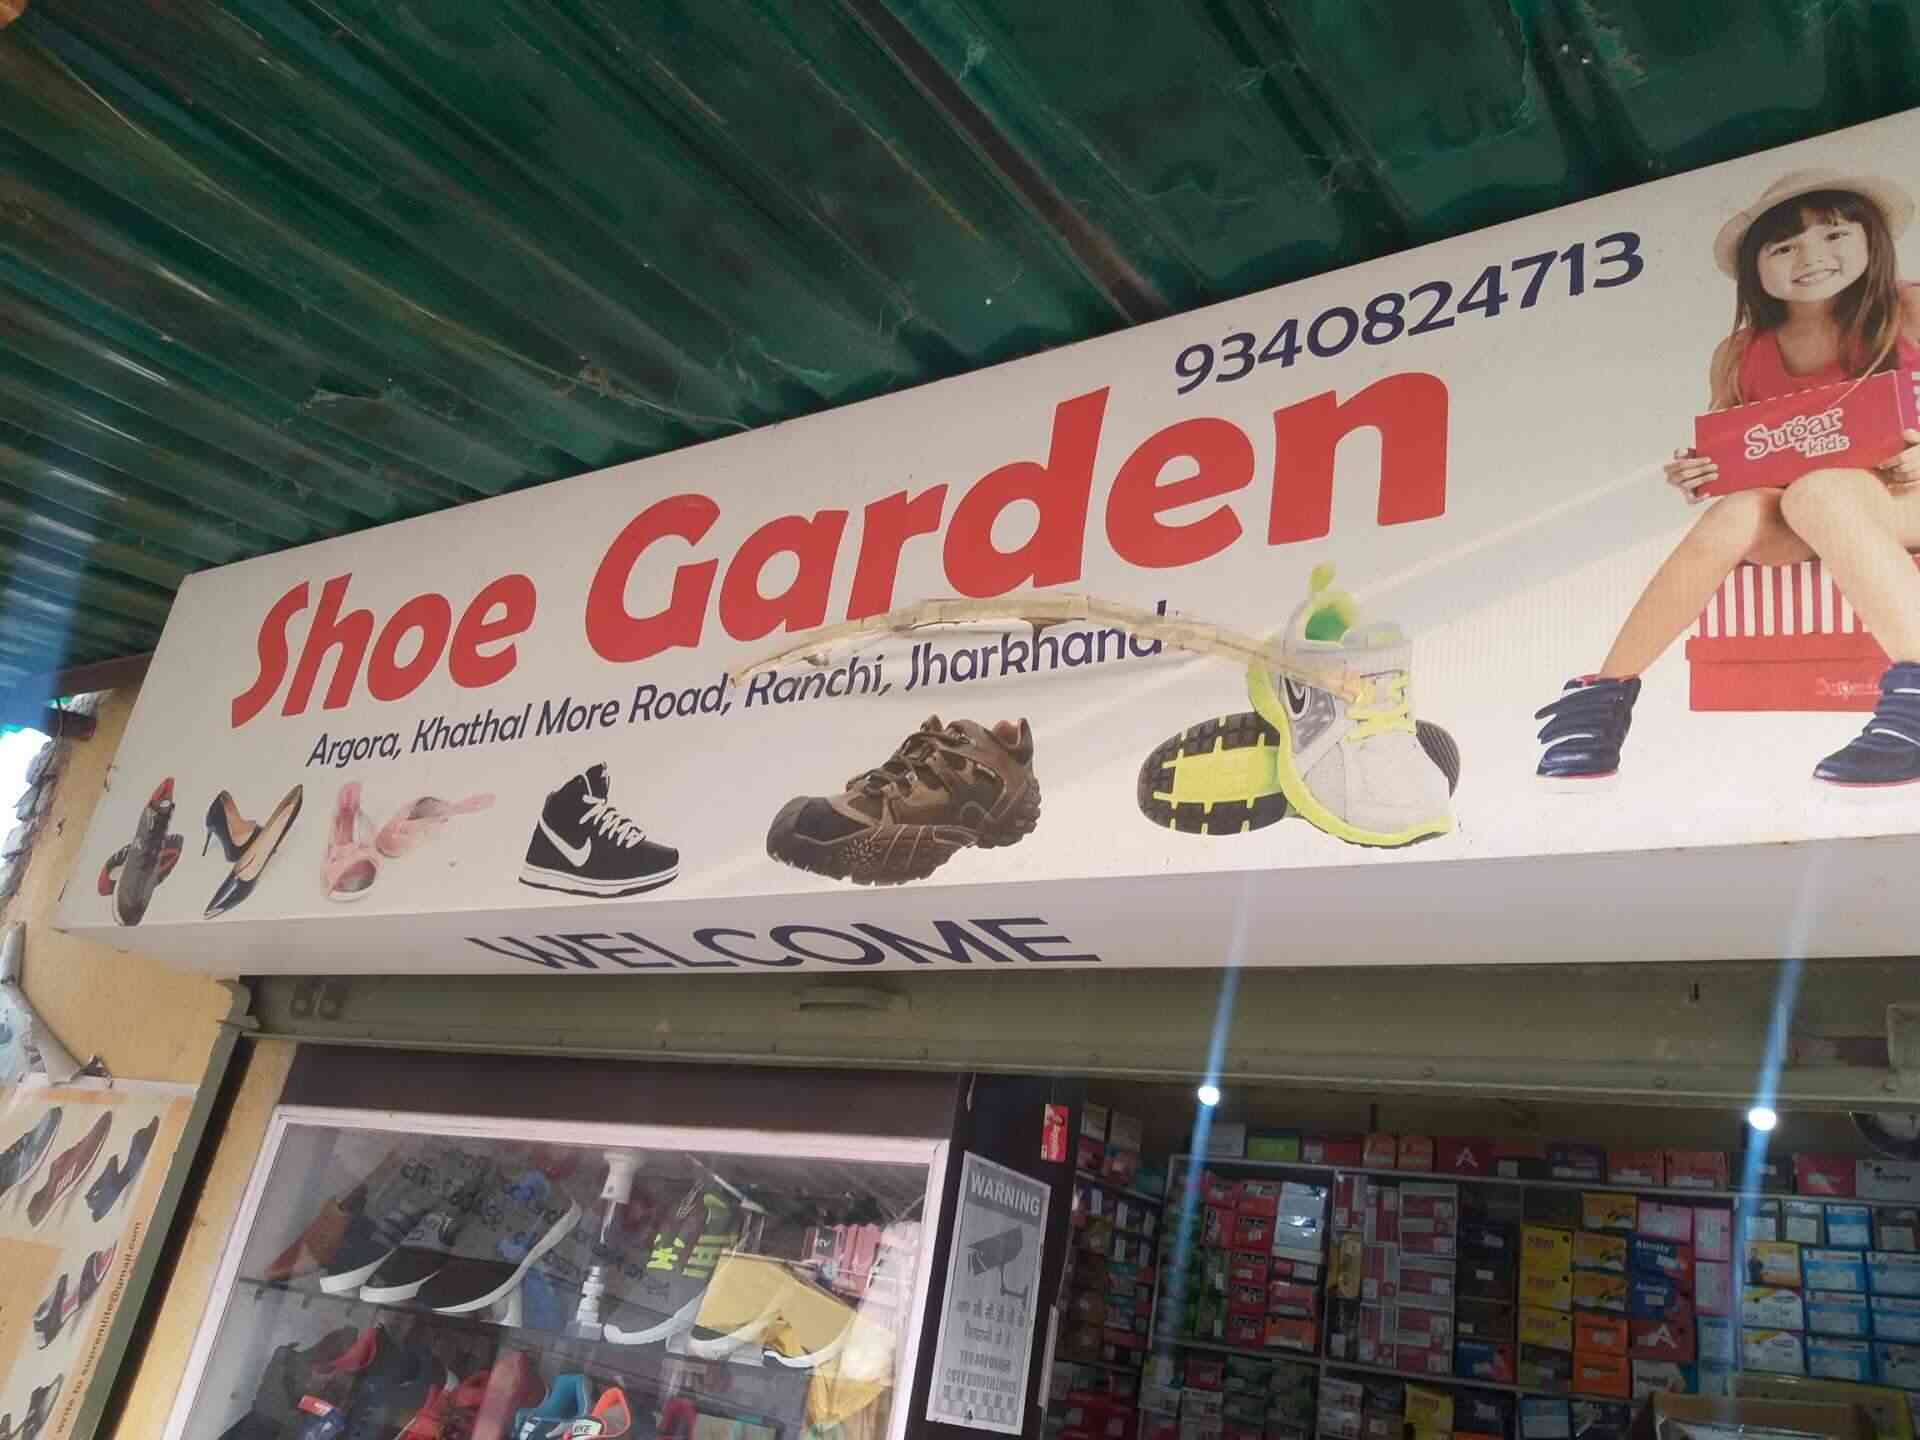 9340824713
Shoe Garden
Argora, Khathal More Road, Ranchi, Jharkhand
Sugar
kids
WELCOME
WARNING